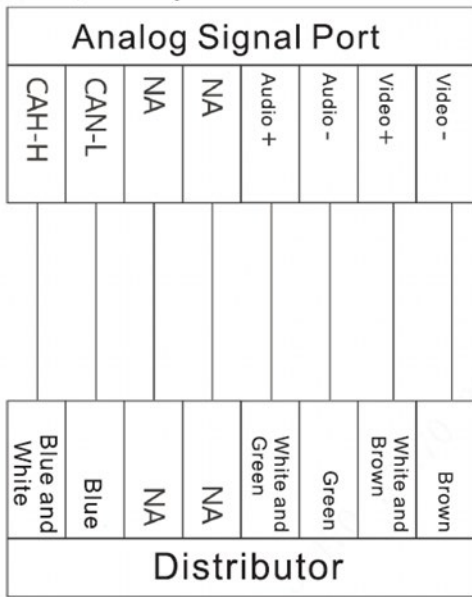 Analog Signal Port
CAH-H
CAN-L
NA
NA
Audio +
Audio -
Video +
Video -
Blue and
White
Blue
NA
NA
White and
Green
Green
White and
Brown
Brown
Distributor